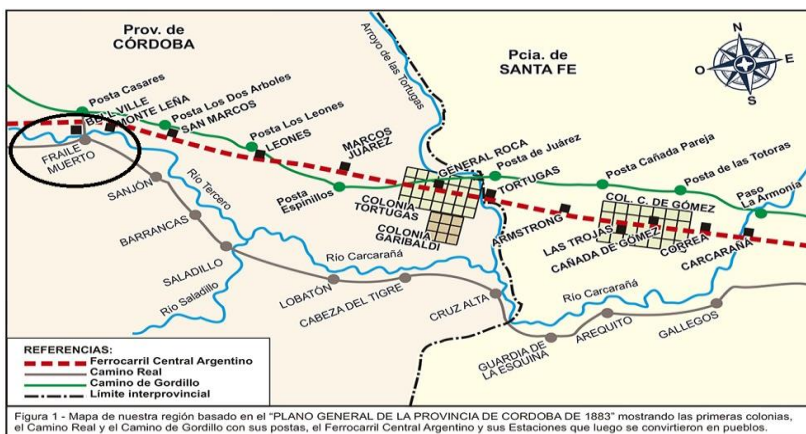 Prov. de
CÓRDOBA
Pcia. de
SANTA FE
N
E
S
O
Arroyo de las Tortugas
Posta Casares
BELL VILLE
MONTE LEÑA
Posta Los Dos Arboles
SAN MARCOS
Posta Los Leones
LEONES
MARCOS
JUÁREZ
GENERAL ROCA
Posta de Juárez
Posta Cañada Pareja
Posta de las Totoras
Paso
La Armonía
FRAILE
MUERTO
SANJÓN
Río Tercero
Posta
Espinillos
COLONIA
TORTUGAS
COLONIA
GARIBALDI
TORTUGAS
ARMSTRONG
COL. C. DE GÓMEZ
LAS TROJAS
CAÑADA DE GÓMEZ
CORREA
CARCARAÑA
BARRANCAS
SALADILLO
Río Saladillo
Río Carcarañá
LOBATÓN
CABEZA DEL TIGRE
CRUZ ALTA
Río Carcarañá
GUARDIA DE
LA ESQUINA
AREQUITO
GALLEGOS
REFERENCIAS:
Ferrocarril Central Argentino
Camino Real
Camino de Gordillo
Límite interprovincial
Figura 1 - Mapa de nuestra región basado en el "PLANO GENERAL DE LA PROVINCIA DE CORDOBA DE 1883" mostrando las primeras colonias,
el Camino Real y el Camino de Gordillo con sus postas, el Ferrocarril Central Argentino y sus Estaciones que luego se convirtieron en pueblos.